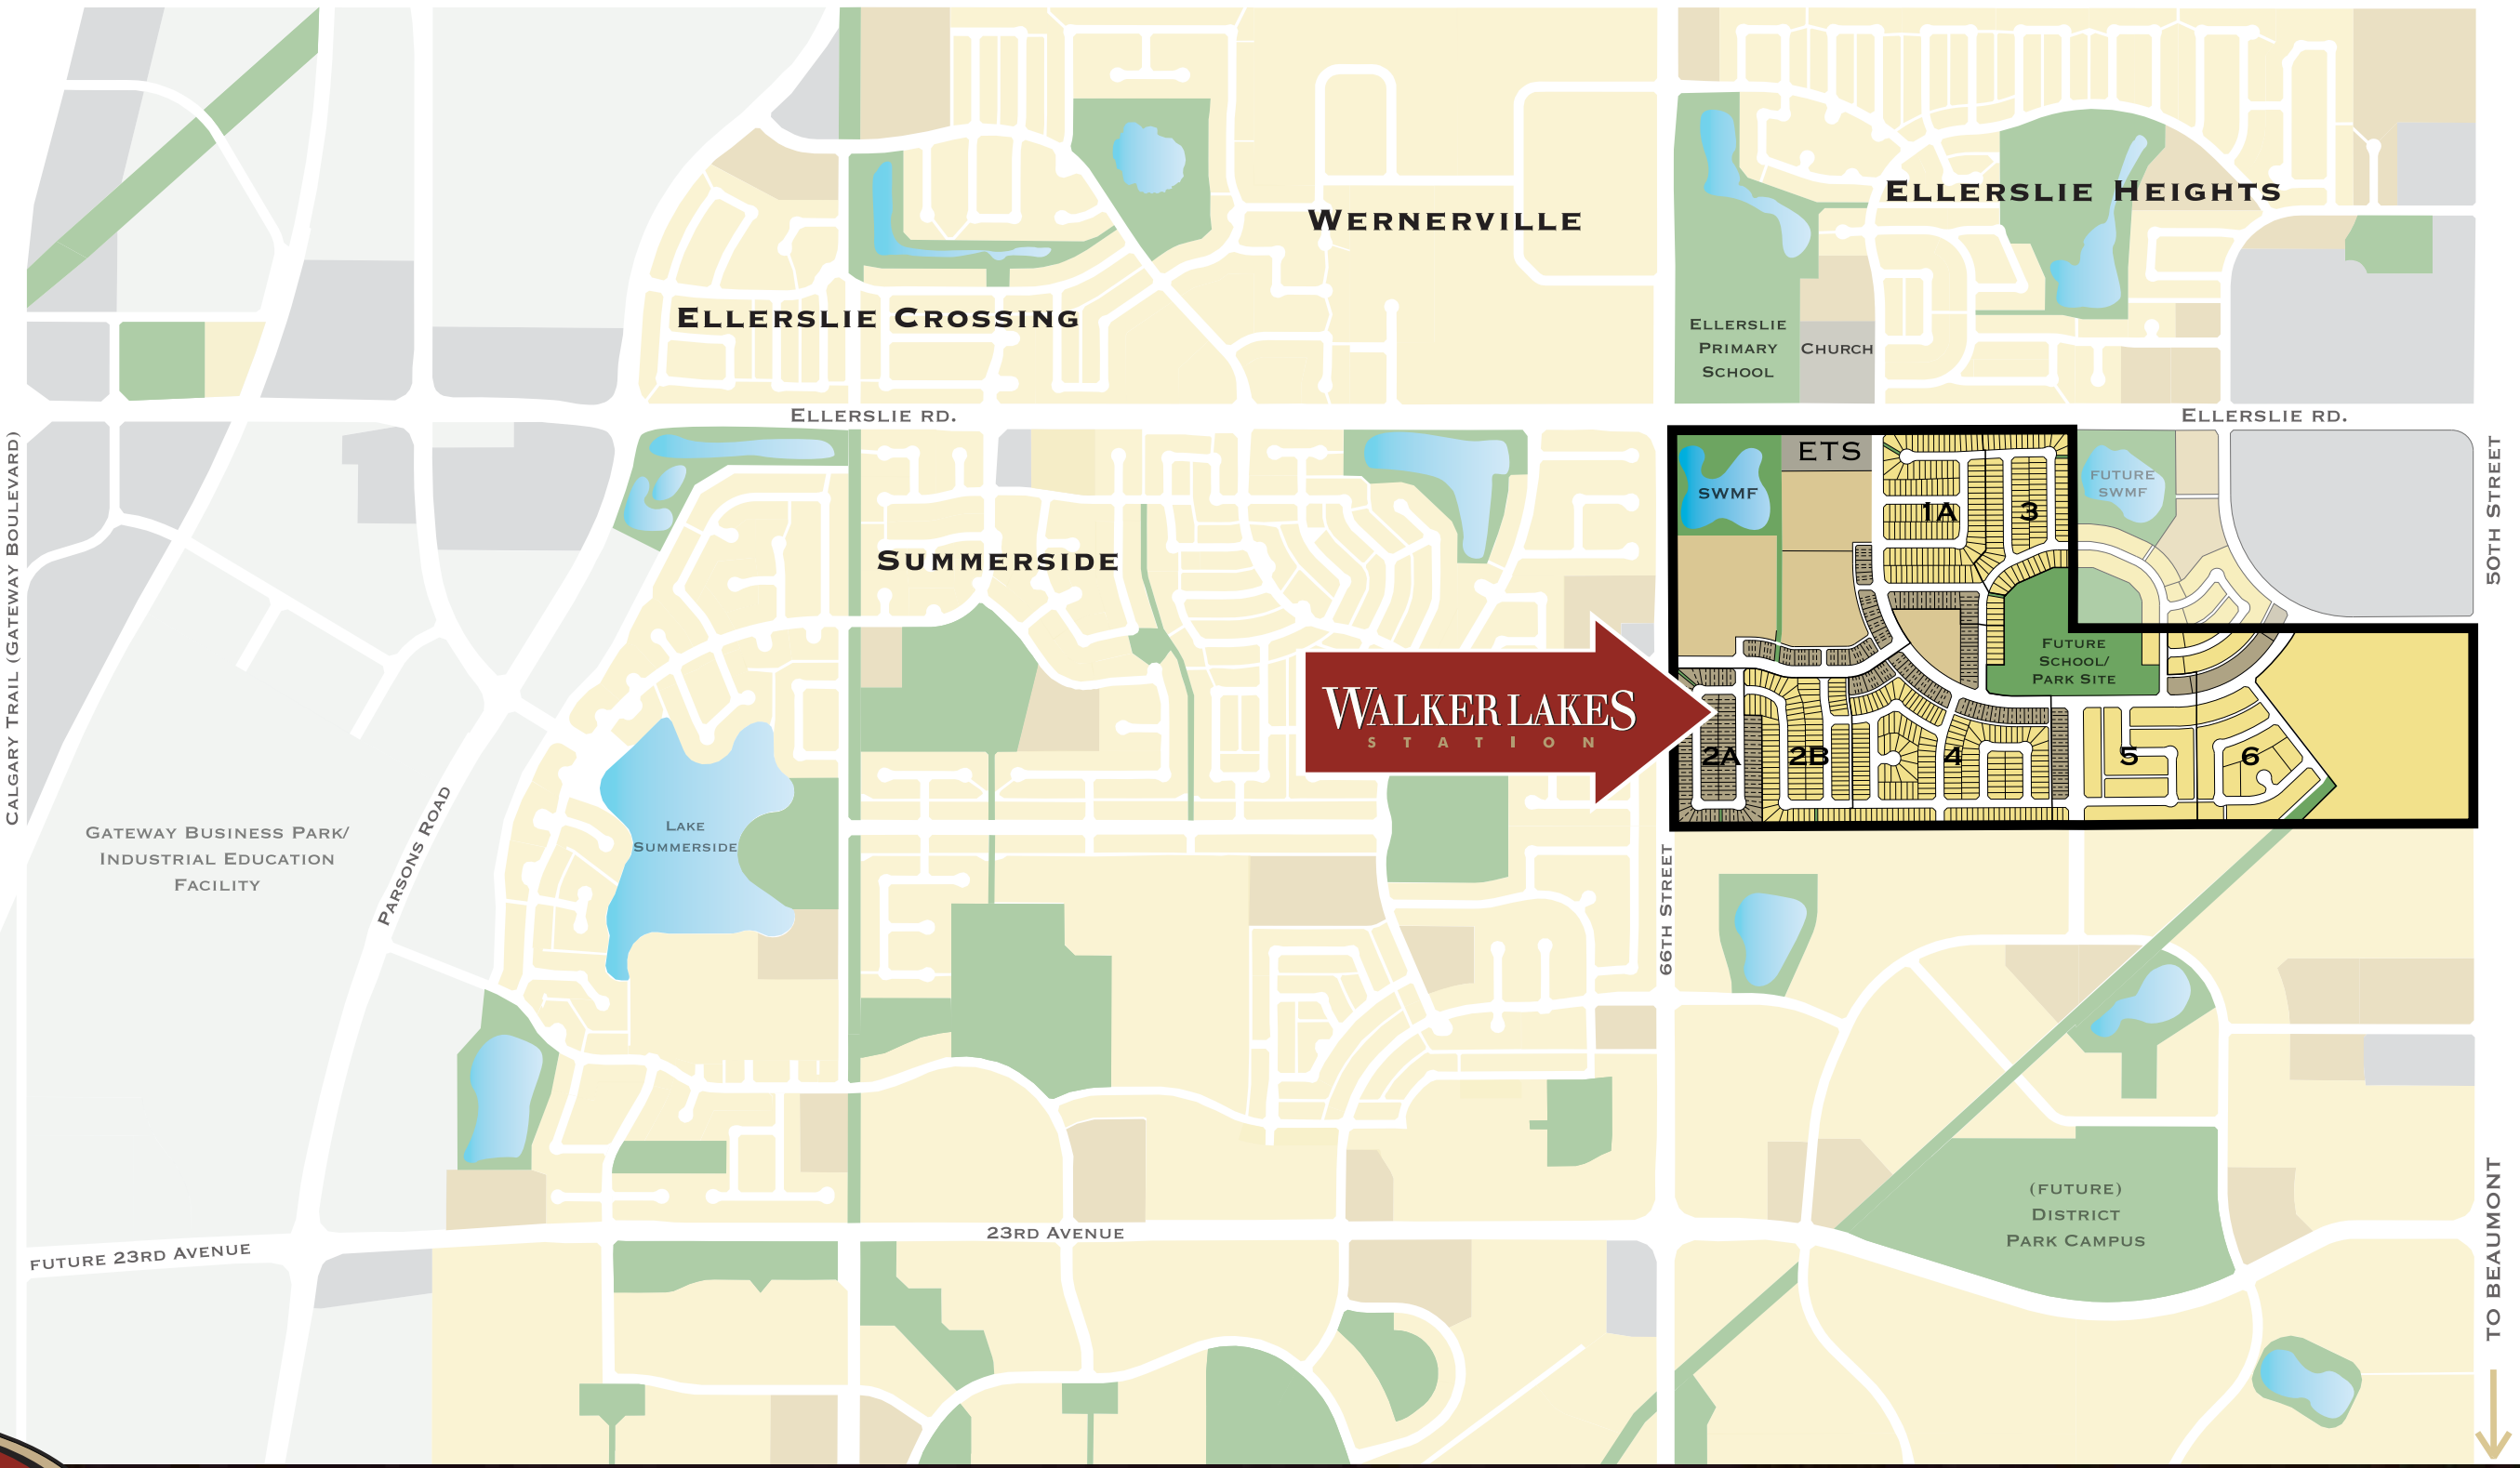 Wernerville
Ellerslie Heights
Ellerslie Crossing
Ellerslie
Primary
School
Church
Ellerslie rd.
Ellerslie rd.
Calgary Trail (Gateway Boulevard)
50th Street
ETS
SWMF
Future
SWMF
1A
3
Summerside
Future
School/
Park Site
Walker Lakes
Station
2A
2B
4
5
6
Lake
Summerside
Gateway Business Park/
Industrial Education
Facility
Parsons Road
66th Street
(Future)
District
Park Campus
23rd Avenue
Future 23rd Avenue
To Beaumont